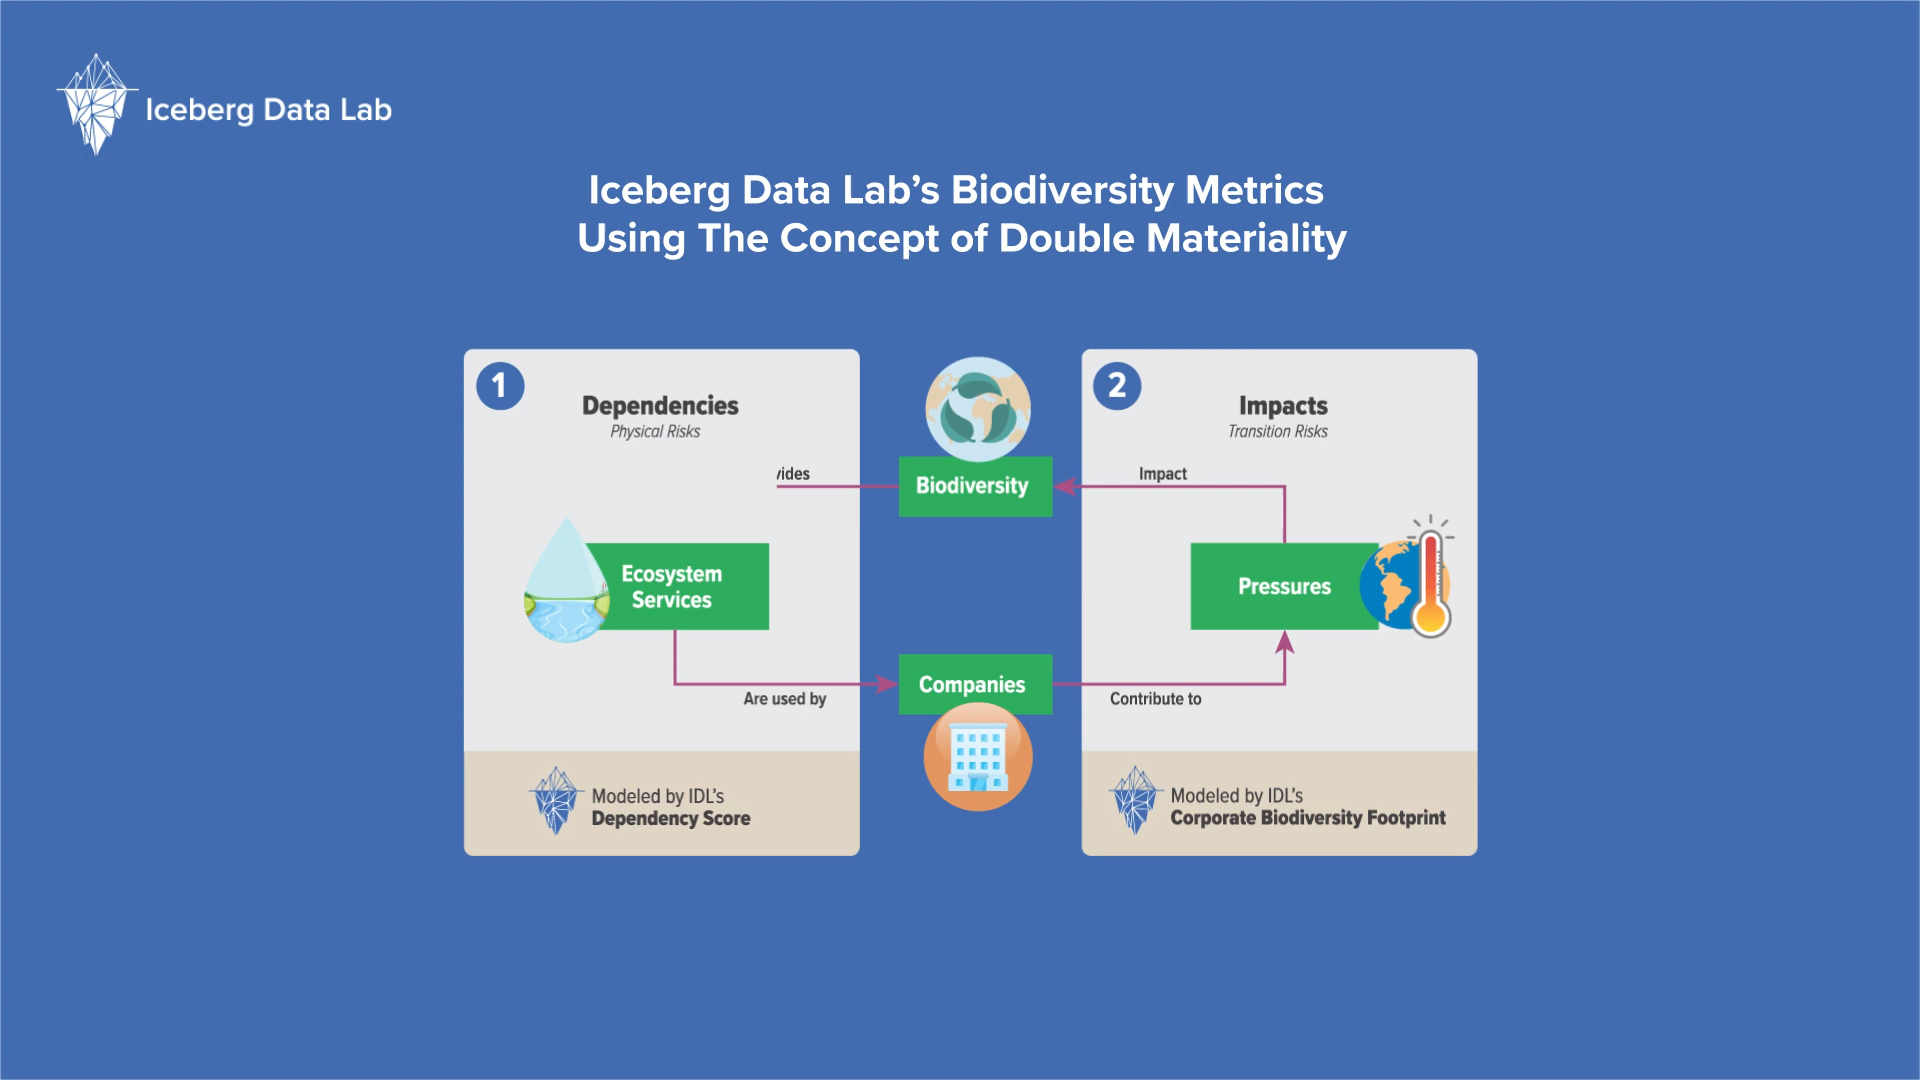 Iceberg Data Lab
Iceberg Data Lab’s Biodiversity Metrics
Using The Concept of Double Materiality
1
Dependencies
Physical Risks
Biodiversity
Ecosystem
Services
Are used by
Companies
Modeled by IDL’s
Dependency Score
2
Impacts
Transition Risks
Impact
Pressures
Contribute to
Modeled by IDL’s
Corporate Biodiversity Footprint